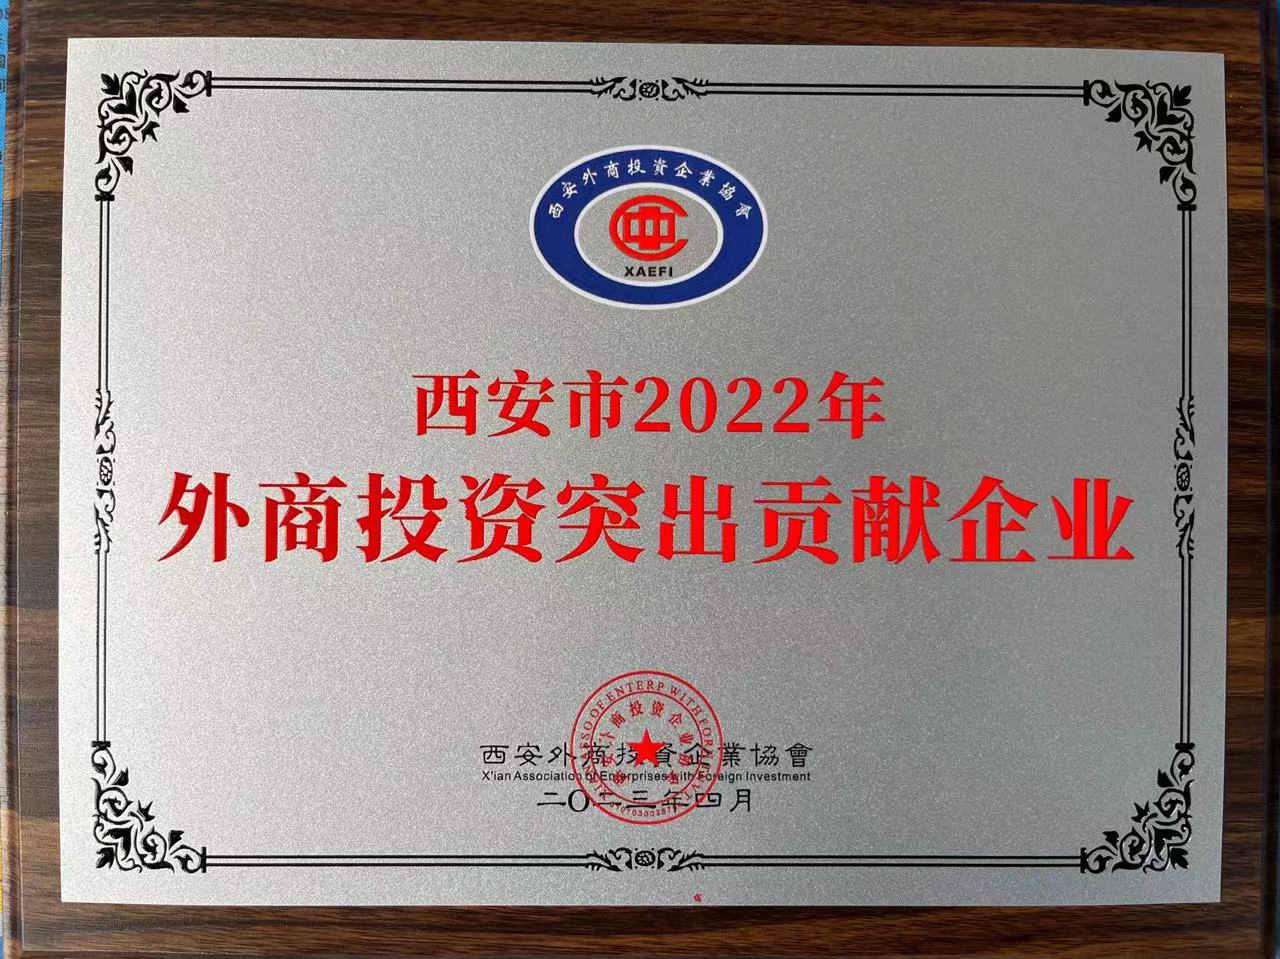 西安外商投資企業協會
XAEFI
西安市2022年
外商投资突出贡献企业
西安外商投資企業協會
X'ian Association of Enterprises with Foreign Investment
二〇二三年四月